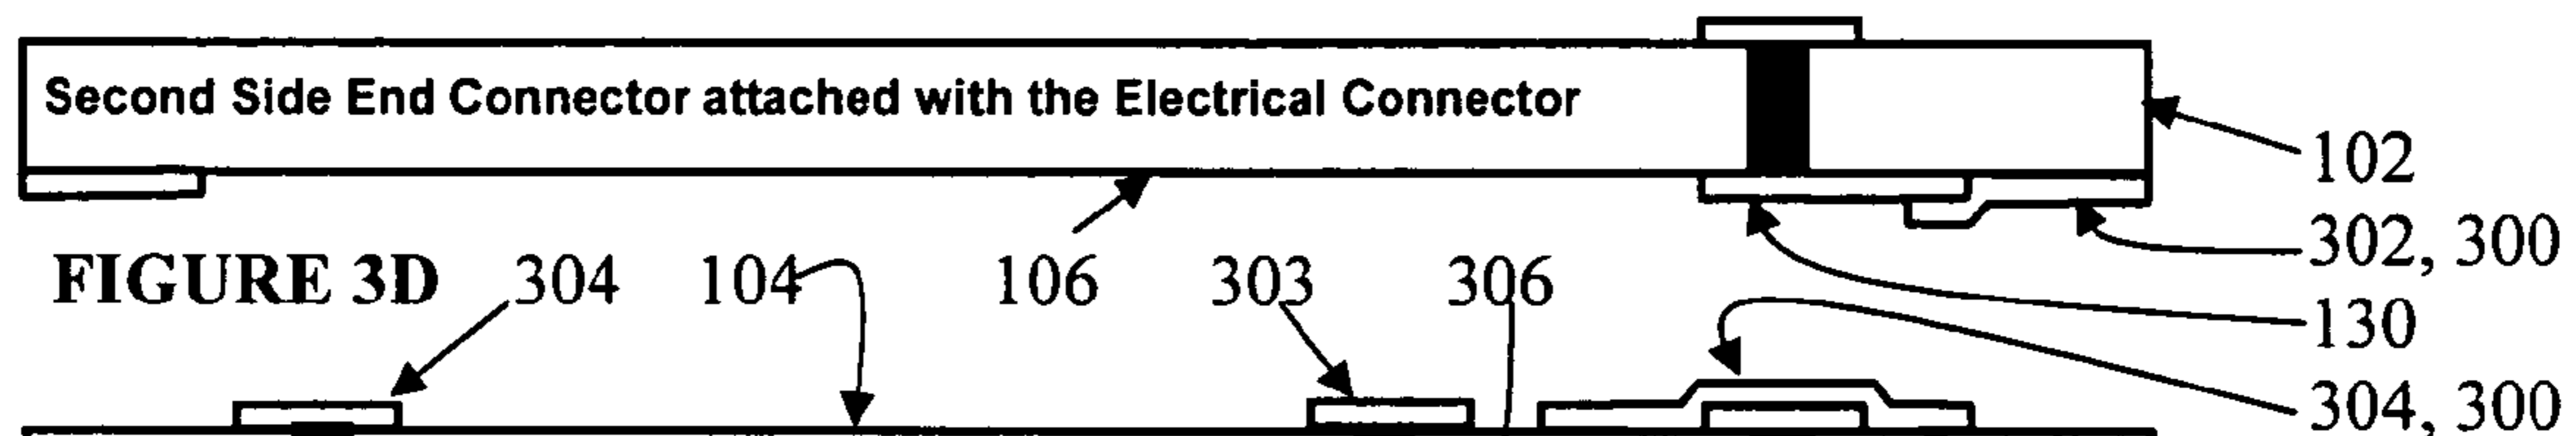 Second Side End Connector attached with the Electrical Connector
102
302, 300
FIGURE 3D 304 104 106 303 306
130
304, 300